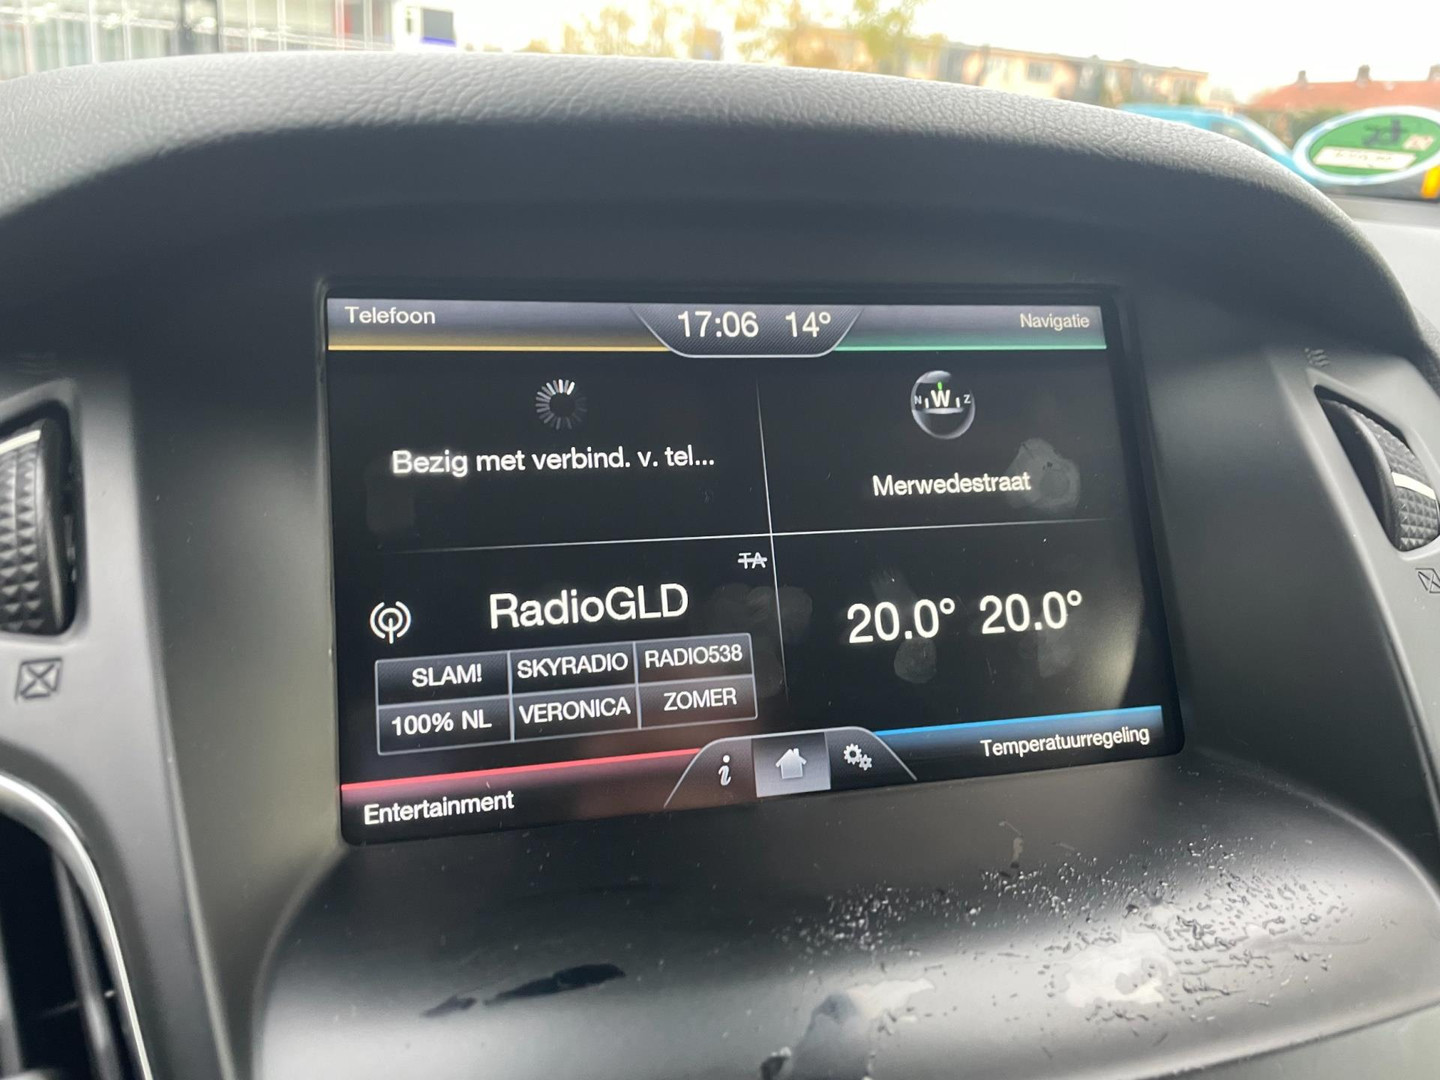 Telefoon
17:06 14°
Navigatie
Bezig met verbind. v. tel...
N W Z
Merwedestraat
TA
RadioGLD
SLAM! SKYRADIO RADIO538
100% NL VERONICA ZOMER
20.0° 20.0°
Entertainment
i
Temperatuurregeling